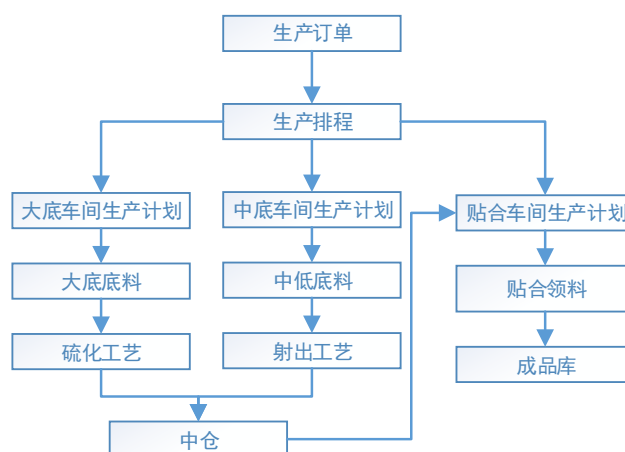 生产订单
生产排程
大底车间生产计划
中底车间生产计划
贴合车间生产计划
大底底料
中低底料
贴合领料
硫化工艺
射出工艺
成品库
中仓